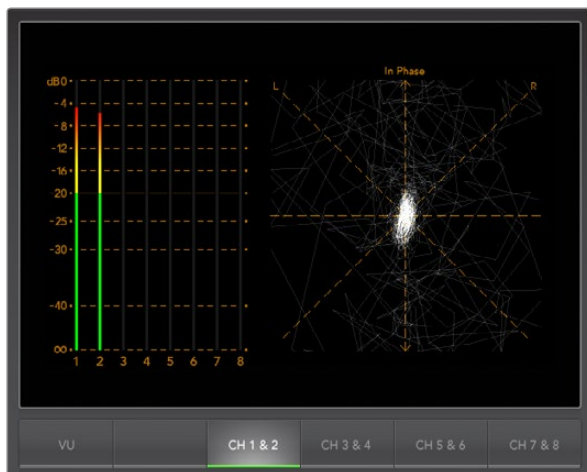 In Phase
dB0
L
R
-4
-8
-12
-16
-20
-25
-30
-40
∞
1 2 3 4 5 6 7 8
VU
CH 1 & 2
CH 3 & 4
CH 5 & 6
CH 7 & 8